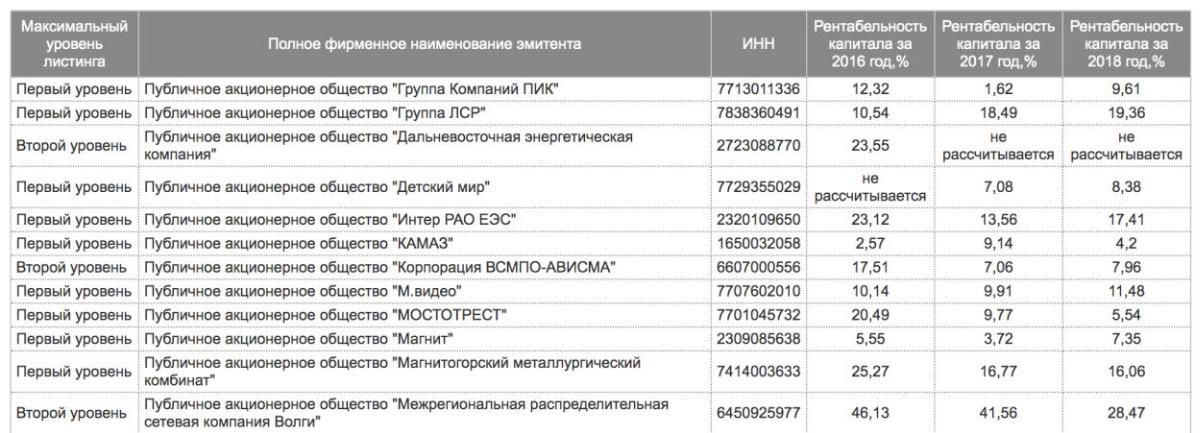 Максимальный уровень листинга Полное фирменное наименование эмитента ИНН Рентабельность капитала за 2016 год,% Рентабельность капитала за 2017 год,% Рентабельность капитала за 2018 год,%
Первый уровень Публичное акционерное общество "Группа Компаний ПИК" 7713011336 12,32 1,62 9,61
Первый уровень Публичное акционерное общество "Группа ЛСР" 7838360491 10,54 18,49 19,36
Второй уровень Публичное акционерное общество "Дальневосточная энергетическая компания" 2723088770 23,55 не рассчитывается не рассчитывается
Первый уровень Публичное акционерное общество "Детский мир" 7729355029 не рассчитывается 7,08 8,38
Первый уровень Публичное акционерное общество "Интер РАО ЕЭС" 2320109650 23,12 13,56 17,41
Первый уровень Публичное акционерное общество "КАМАЗ" 1650032058 2,57 9,14 4,2
Второй уровень Публичное акционерное общество "Корпорация ВСМПО-АВИСМА" 6607000556 17,51 7,06 7,96
Первый уровень Публичное акционерное общество "М.видео" 7707602010 10,14 9,91 11,48
Первый уровень Публичное акционерное общество "МОСТОТРЕСТ" 7701045732 20,49 9,77 5,54
Первый уровень Публичное акционерное общество "Магнит" 2309085638 5,55 3,72 7,35
Первый уровень Публичное акционерное общество "Магнитогорский металлургический комбинат" 7414003633 25,27 16,77 16,06
Второй уровень Публичное акционерное общество "Межрегиональная распределительная сетевая компания Волги" 6450925977 46,13 41,56 28,47